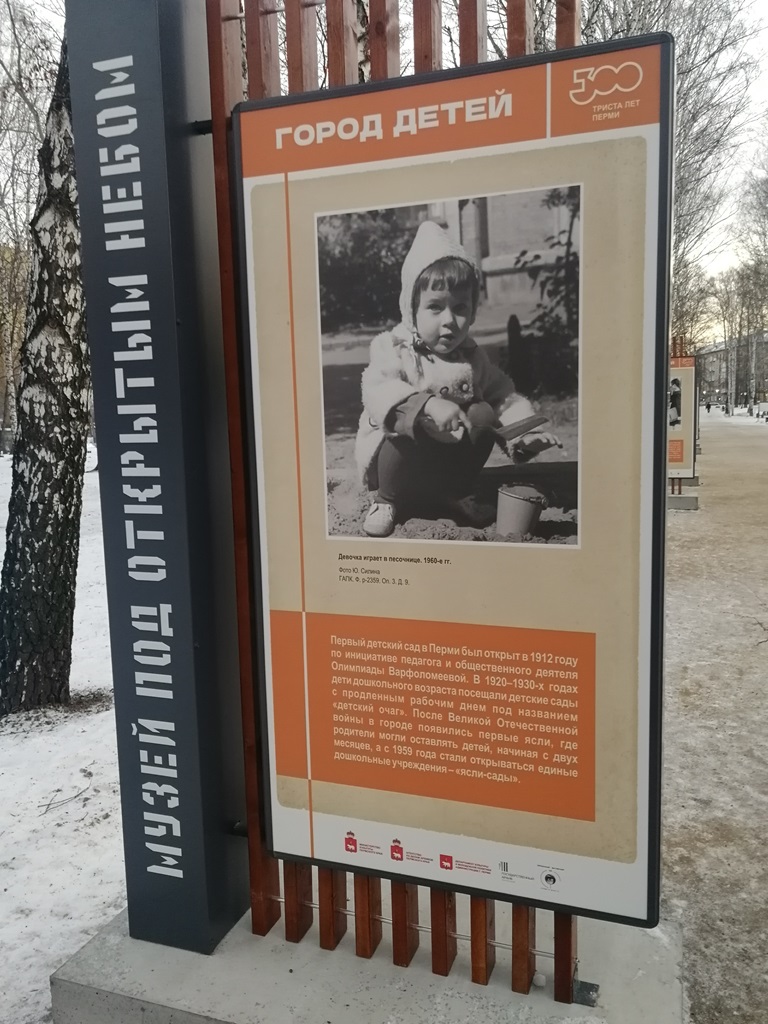 МУЗЕЙ ПОД ОТКРЫТЫМ НЕБОМ
ГОРОД ДЕТЕЙ
300
ТРИСТА ЛЕТ
ПЕРМИ
Девочка играет в песочнице. 1960-е гг.
Фото Ю. Силина
ГАПК. Ф. р-2359. Оп. 3. Д. 9.
Первый детский сад в Перми был открыт в 1912 году
по инициативе педагога и общественного деятеля
Олимпиады Варфоломеевой. В 1920–1930-х годах
дети дошкольного возраста посещали детские сады
с продленным рабочим днем под названием
«детский очаг». После Великой Отечественной
войны в городе появились первые ясли, где
родители могли оставлять детей, начиная с двух
месяцев, а с 1959 года стали открываться единые
дошкольные учреждения – «ясли-сады».